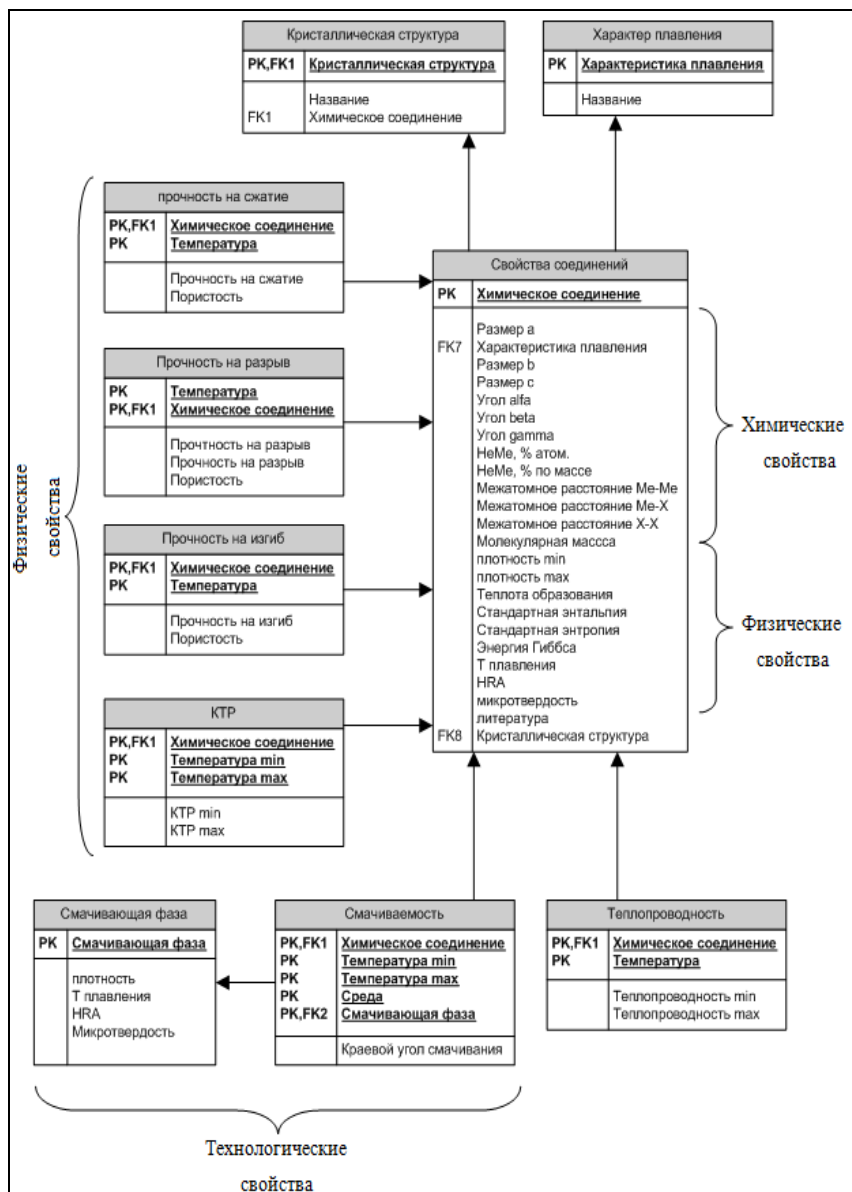 Кристаллическая структура
PK,FK1 Кристаллическая структура
Название
FK1 Химическое соединение
Характер плавления
PK Характеристика плавления
Название
прочность на сжатие
PK,FK1 Химическое соединение
PK Температура
Прочность на сжатие
Пористость
Прочность на разрыв
PK Температура
PK,FK1 Химическое соединение
Прочтность на разрыв
Прочность на разрыв
Пористость
Прочность на изгиб
PK,FK1 Химическое соединение
PK Температура
Прочность на изгиб
Пористость
КТР
PK,FK1 Химическое соединение
PK Температура min
PK Температура max
КТР min
КТР max
Физические
свойства
Свойства соединений
PK Химическое соединение
Размер a
FK7 Характеристика плавления
Размер b
Размер c
Угол alfa
Угол beta
Угол gamma
НеМе, % атом.
НеМе, % по массе
Межатомное расстояние Me-Me
Межатомное расстояние Me-X
Межатомное расстояние X-X
Молекулярная массса
плотность min
плотность max
Теплота образования
Стандартная энтальпия
Стандартная энтропия
Энергия Гиббса
Т плавления
HRA
микротвердость
литература
FK8 Кристаллическая структура
Химические
свойства
Физические
свойства
Смачивающая фаза
PK Смачивающая фаза
плотность
Т плавления
HRA
Микротвердость
Смачиваемость
PK,FK1 Химическое соединение
PK Температура min
PK Температура max
PK Среда
PK,FK2 Смачивающая фаза
Краевой угол смачивания
Теплопроводность
PK,FK1 Химическое соединение
PK Температура
Теплопроводность min
Теплопроводность max
Технологические
свойства